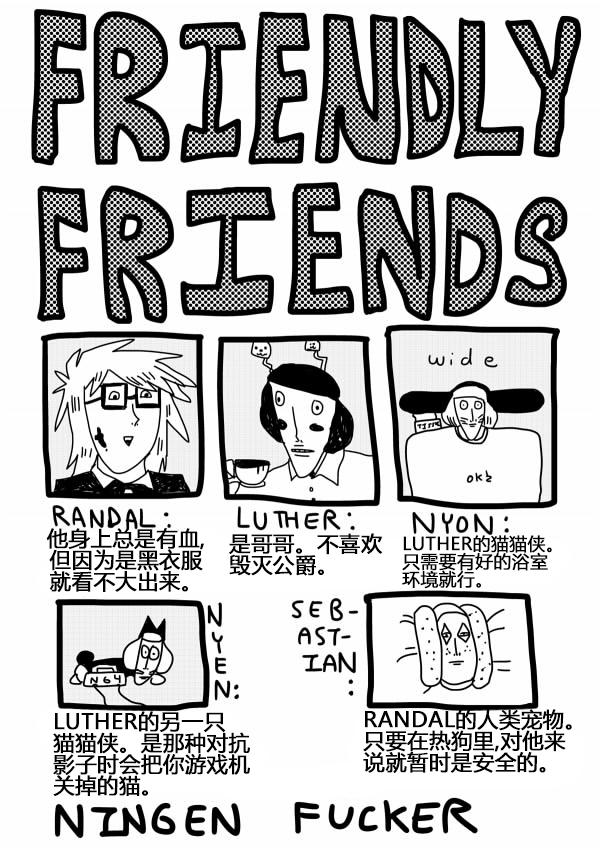 FRIENDLY
FRIENDS
wide
ok?
RANDAL:
他身上总是有血,
但因为是黑衣服
就看不大出来。
LUTHER:
是哥哥。不喜欢
毁灭公爵。
NYON:
LUTHER的猫猫侠。
只需要有好的浴室
环境就行。
N64
NYEN:
LUTHER的另一只
猫猫侠。是那种对抗
影子时会把你游戏机
关掉的猫。
SEB-
AST-
IAN
:
RANDAL的人类宠物。
只要在热狗里,对他来
说就暂时是安全的。
NINGEN FUCKER